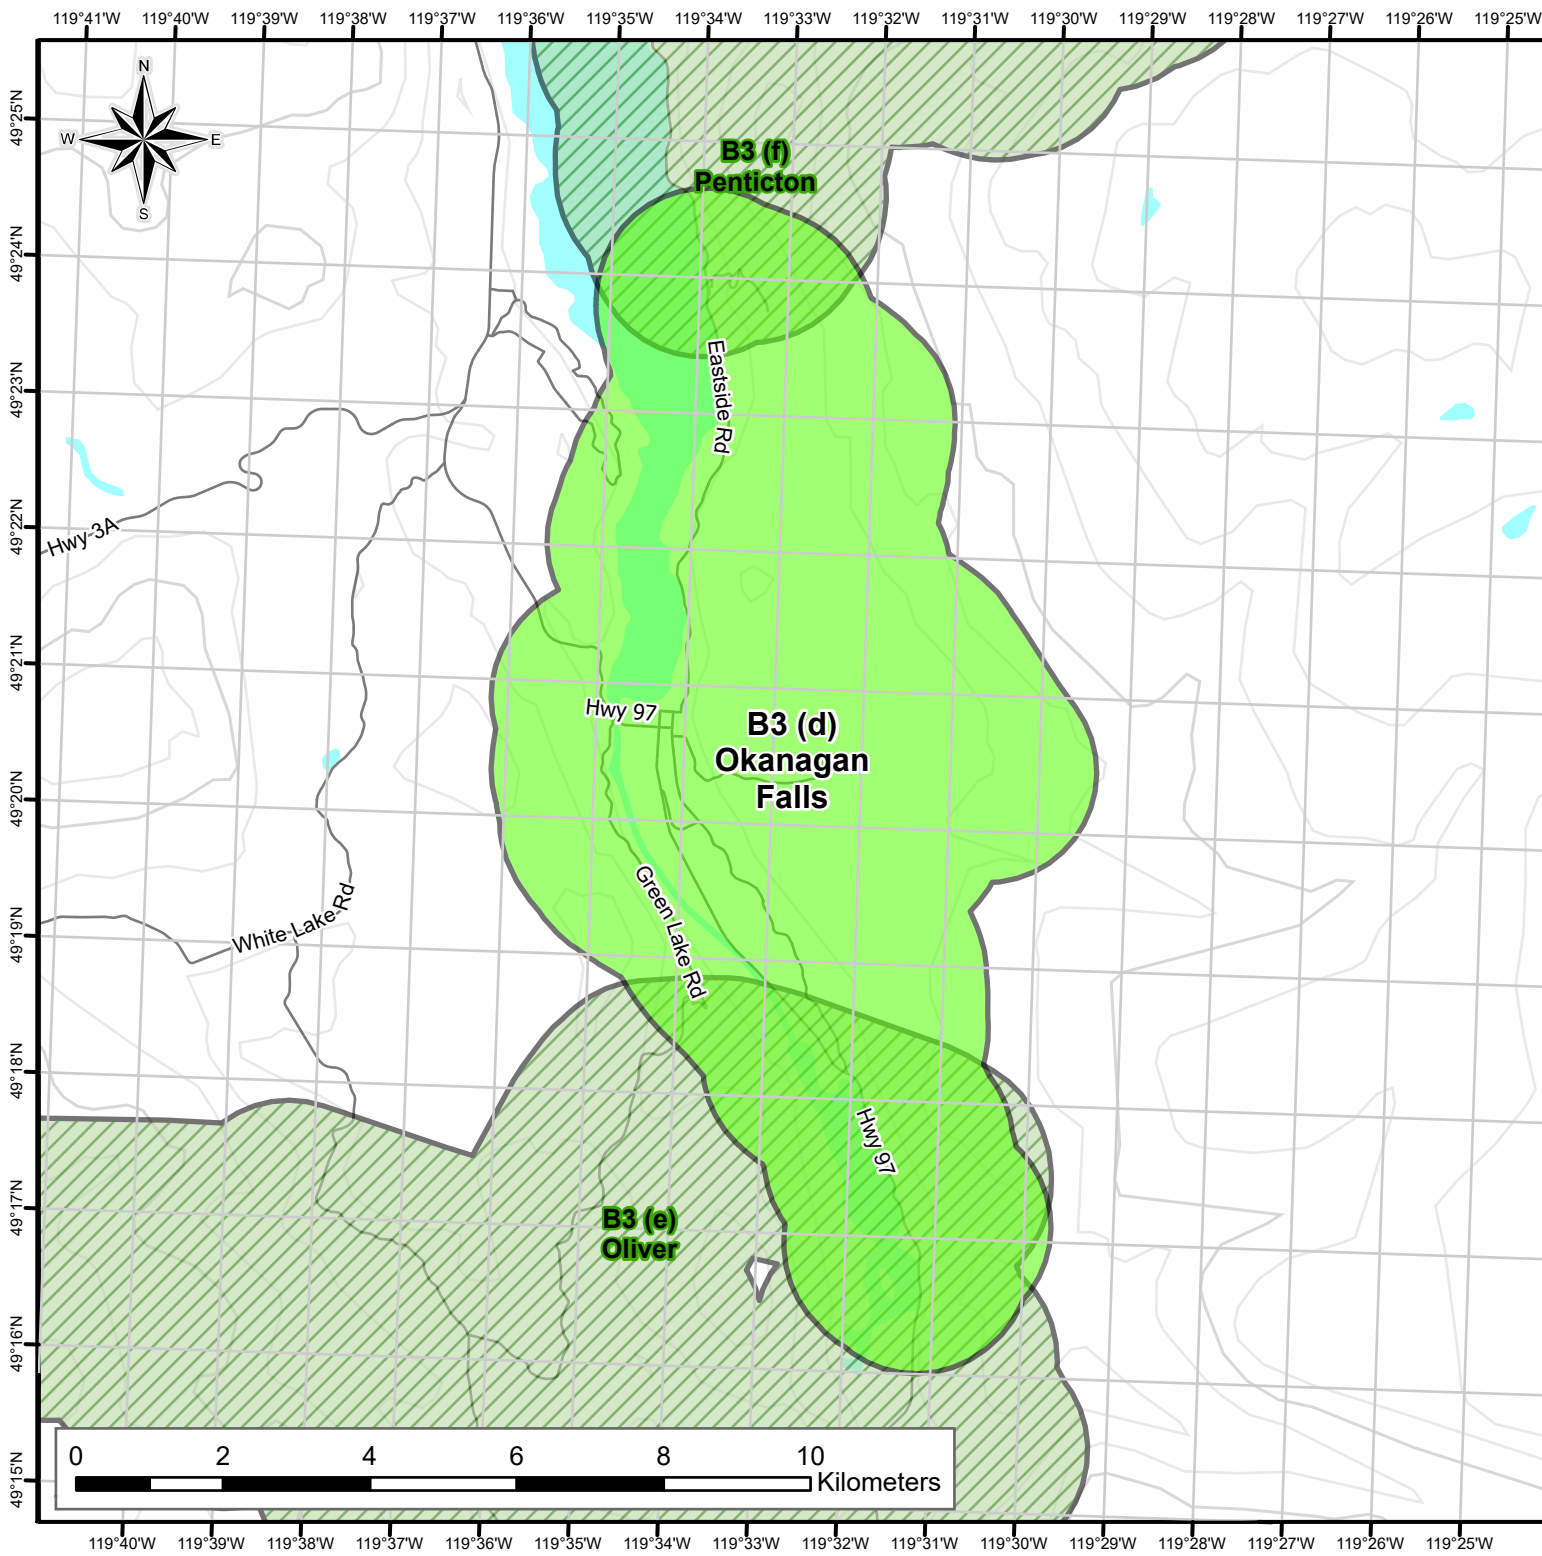 119°41'W 119°40'W 119°39'W 119°38'W 119°37'W 119°36'W 119°35'W 119°34'W 119°33'W 119°32'W 119°31'W 119°30'W 119°29'W 119°28'W 119°27'W 119°26'W 119°25'W
N
W E
S
49°25'N
49°24'N
49°23'N
49°22'N
49°21'N
49°20'N
49°19'N
49°18'N
49°17'N
49°16'N
49°15'N
B3 (f)
Penticton
Eastside Rd
Hwy 3A
Hwy 97
B3 (d)
Okanagan
Falls
Green Lake Rd
White Lake Rd
Hwy 97
B3 (e)
Oliver
0 2 4 6 8 10
Kilometers
119°40'W 119°39'W 119°38'W 119°37'W 119°36'W 119°35'W 119°34'W 119°33'W 119°32'W 119°31'W 119°30'W 119°29'W 119°28'W 119°27'W 119°26'W 119°25'W